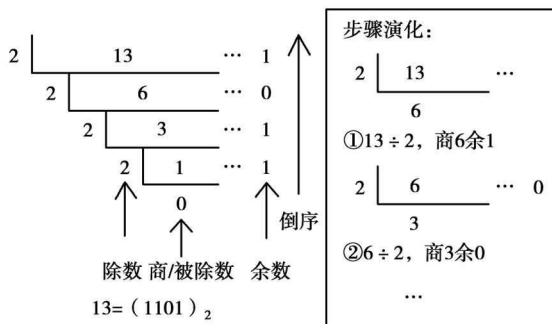 2 13 ··· 1
2 6 ··· 0
2 3 ··· 1
2 1 ··· 1
0
倒序
除数 商/被除数 余数
13=(1101)₂
步骤演化:
2 13 ···
6
①13÷2,商6余1
2 6 ··· 0
3
②6÷2,商3余0
···